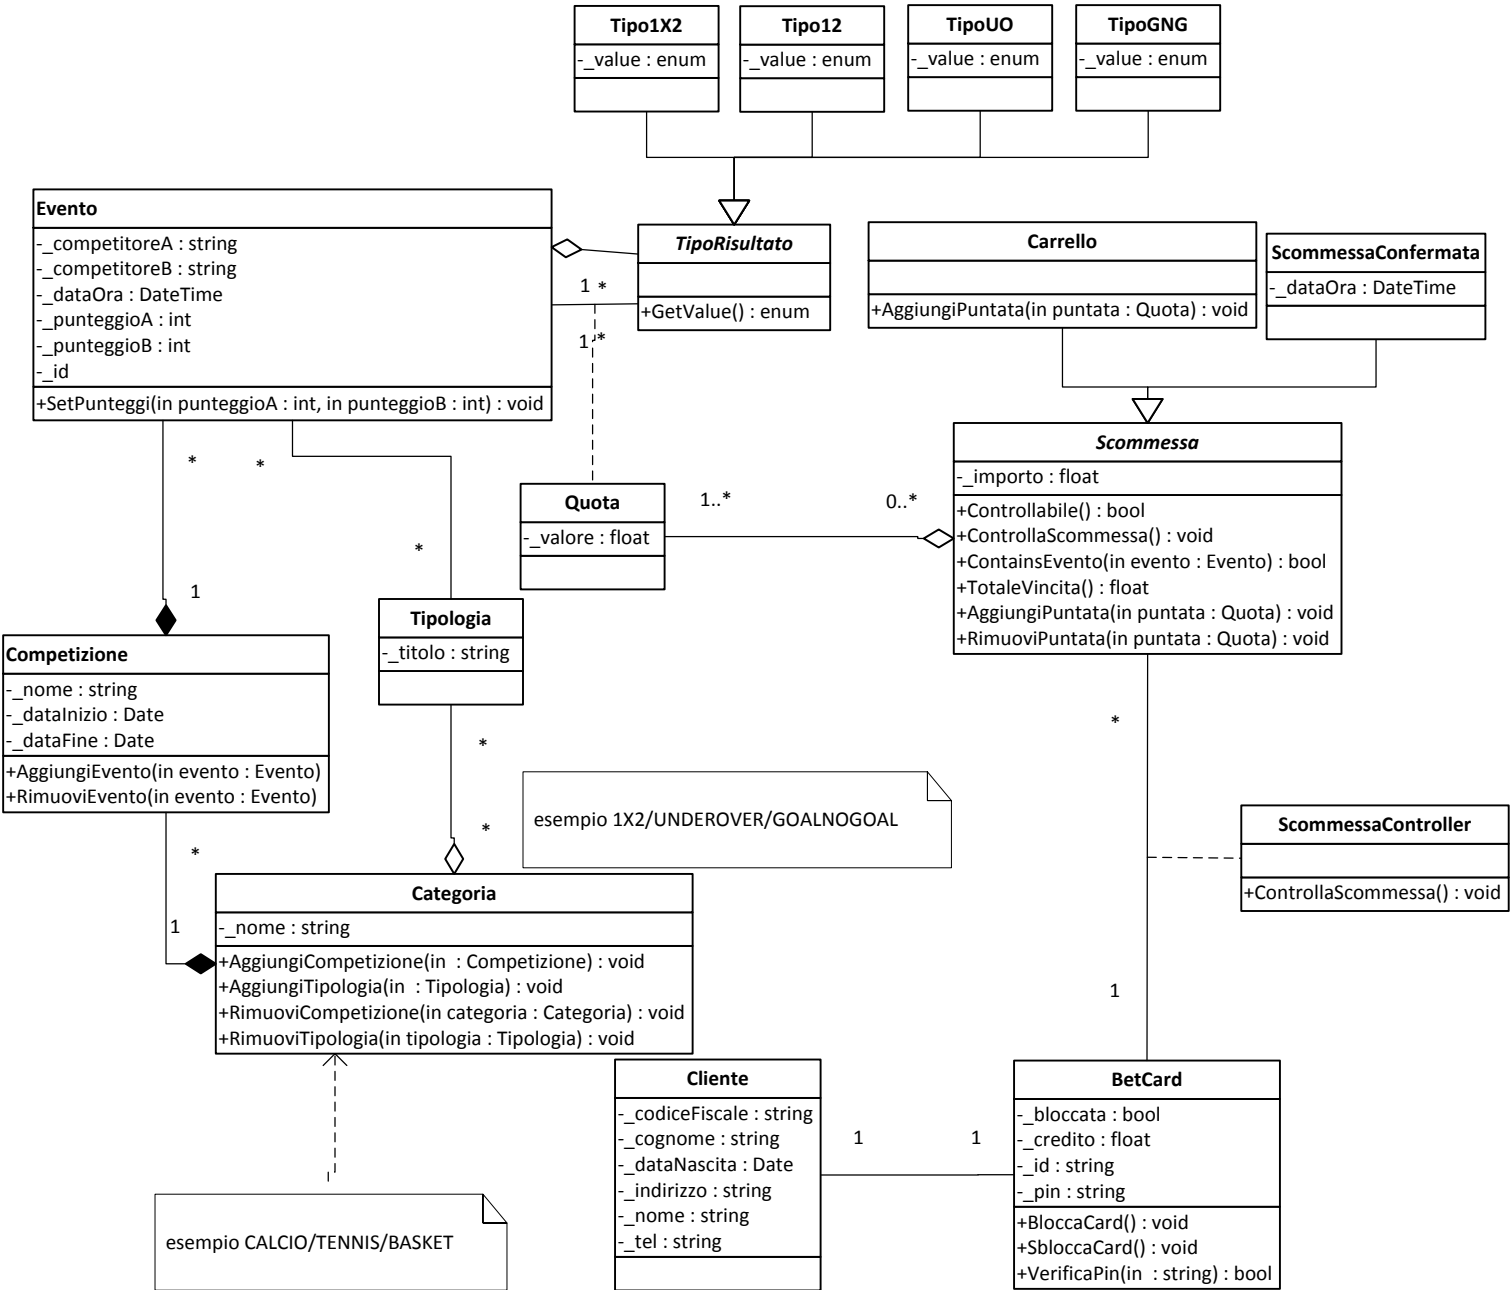 Tipo1X2
-_value : enum
Tipo12
-_value : enum
TipoUO
-_value : enum
TipoGNG
-_value : enum
Evento
-_competitoreA : string
-_competitoreB : string
-_dataOra : DateTime
-_punteggioA : int
-_punteggioB : int
-_id
+SetPunteggi(in punteggioA : int, in punteggioB : int) : void
TipoRisultato
+GetValue() : enum
1
*
1
*
Carrello
+AggiungiPuntata(in puntata : Quota) : void
ScommessaConfermata
-_dataOra : DateTime
Scommessa
-_importo : float
+Controllabile() : bool
+ControllaScommessa() : void
+ContainsEvento(in evento : Evento) : bool
+TotaleVincita() : float
+AggiungiPuntata(in puntata : Quota) : void
+RimuoviPuntata(in puntata : Quota) : void
*
*
Quota
-_valore : float
1..*
0..*
*
1
Tipologia
-_titolo : string
Competizione
-_nome : string
-_dataInizio : Date
-_dataFine : Date
+AggiungiEvento(in evento : Evento)
+RimuoviEvento(in evento : Evento)
*
*
*
esempio 1X2/UNDEROVER/GOALNOGOAL
ScommessaController
+ControllaScommessa() : void
*
*
1
Categoria
-_nome : string
+AggiungiCompetizione(in  : Competizione) : void
+AggiungiTipologia(in  : Tipologia) : void
+RimuoviCompetizione(in categoria : Categoria) : void
+RimuoviTipologia(in tipologia : Tipologia) : void
1
Cliente
-_codiceFiscale : string
-_cognome : string
-_dataNascita : Date
-_indirizzo : string
-_nome : string
-_tel : string
1
1
BetCard
-_bloccata : bool
-_credito : float
-_id : string
-_pin : string
+BloccaCard() : void
+SbloccaCard() : void
+VerificaPin(in  : string) : bool
esempio CALCIO/TENNIS/BASKET